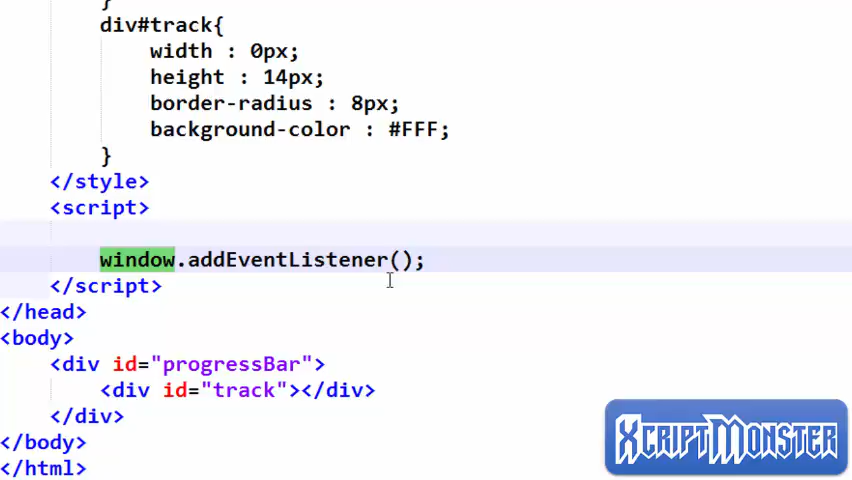 }
div#track{
width : 0px;
height : 14px;
border-radius : 8px;
background-color : #FFF;
}
</style>
<script>
window.addEventListener();
</script>
</head>
<body>
<div id="progressBar">
<div id="track"></div>
</div>
</body>
</html>
XCRIPTMONSTER